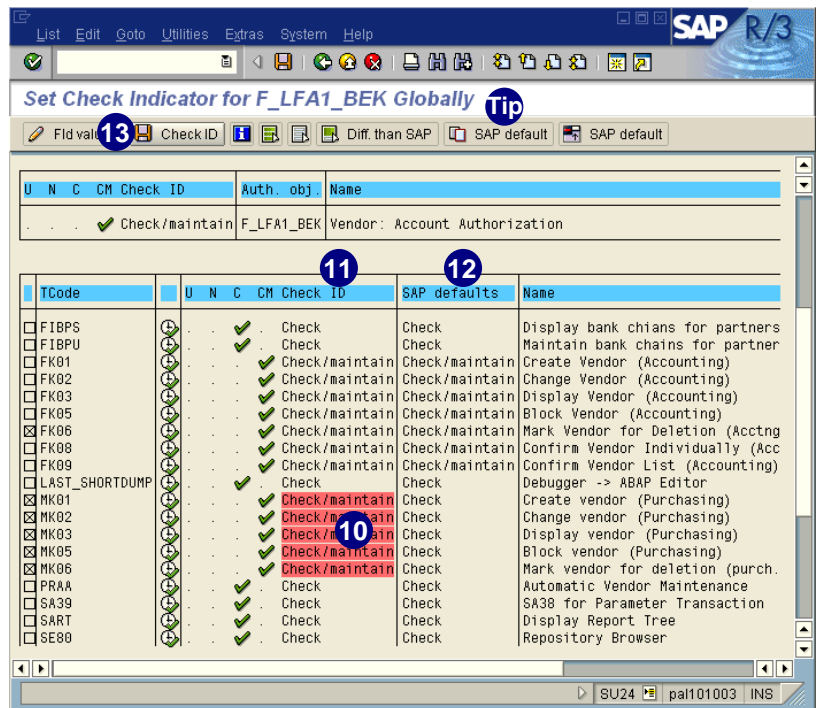 List Edit Goto Utilities Extras System Help
SAP R/3
Set Check Indicator for F_LFA1_BEK Globally Tip
Fld valu 13 Check ID Diff. than SAP SAP default SAP default
U N C CM Check ID Auth. obj. Name
. . . Check/maintain F_LFA1_BEK Vendor: Account Authorization
11 12
TCode U N C CM Check ID SAP defaults Name
FIBPS . . . Check Check Display bank chians for partners
FIBPU . . . Check Check Maintain bank chains for partner
FK01 . . . Check/maintain Check/maintain Create Vendor (Accounting)
FK02 . . . Check/maintain Check/maintain Change Vendor (Accounting)
FK03 . . . Check/maintain Check/maintain Display Vendor (Accounting)
FK05 . . . Check/maintain Check/maintain Block Vendor (Accounting)
FK06 . . . Check/maintain Check/maintain Mark Vendor for Deletion (Acctng
FK08 . . . Check/maintain Check/maintain Confirm Vendor Individually (Acc
FK09 . . . Check/maintain Check/maintain Confirm Vendor List (Accounting)
LAST_SHORTDUMP . . . Check Check Debugger -> ABAP Editor
MK01 . . . Check/maintain Check Create vendor (Purchasing)
MK02 . . . Check/maintain Check Change vendor (Purchasing)
MK03 . . . Check/maintain Check Display vendor (Purchasing)
10
MK05 . . . Check/maintain Check Block vendor (Purchasing)
MK06 . . . Check/maintain Check Mark vendor for deletion (purch.
PRAA . . . Check Check Automatic Vendor Maintenance
SA39 . . . Check Check SA38 for Parameter Transaction
SART . . . Check Check Display Report Tree
SE80 . . . Check Check Repository Browser
SU24 pal101003 INS